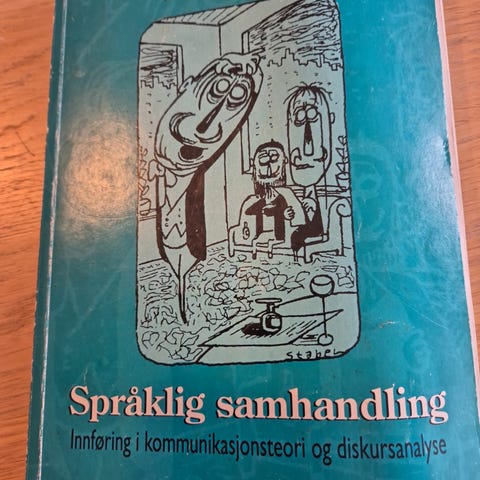 Stabel
Språklig samhandling
Innføring i kommunikasjonsteori og diskursanalyse